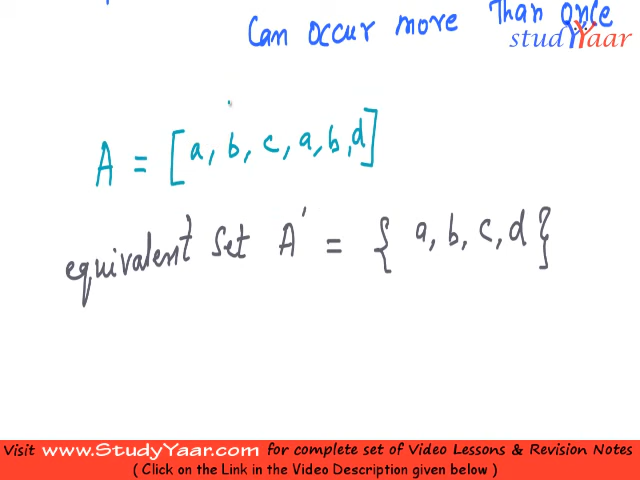 Can occur more than once
studYYaar
A = [a, b, c, a, b, d]
equivalent set A' = { a, b, c, d }
Visit www.StudyYaar.com for complete set of Video Lessons & Revision Notes
( Click on the Link in the Video Description given below )